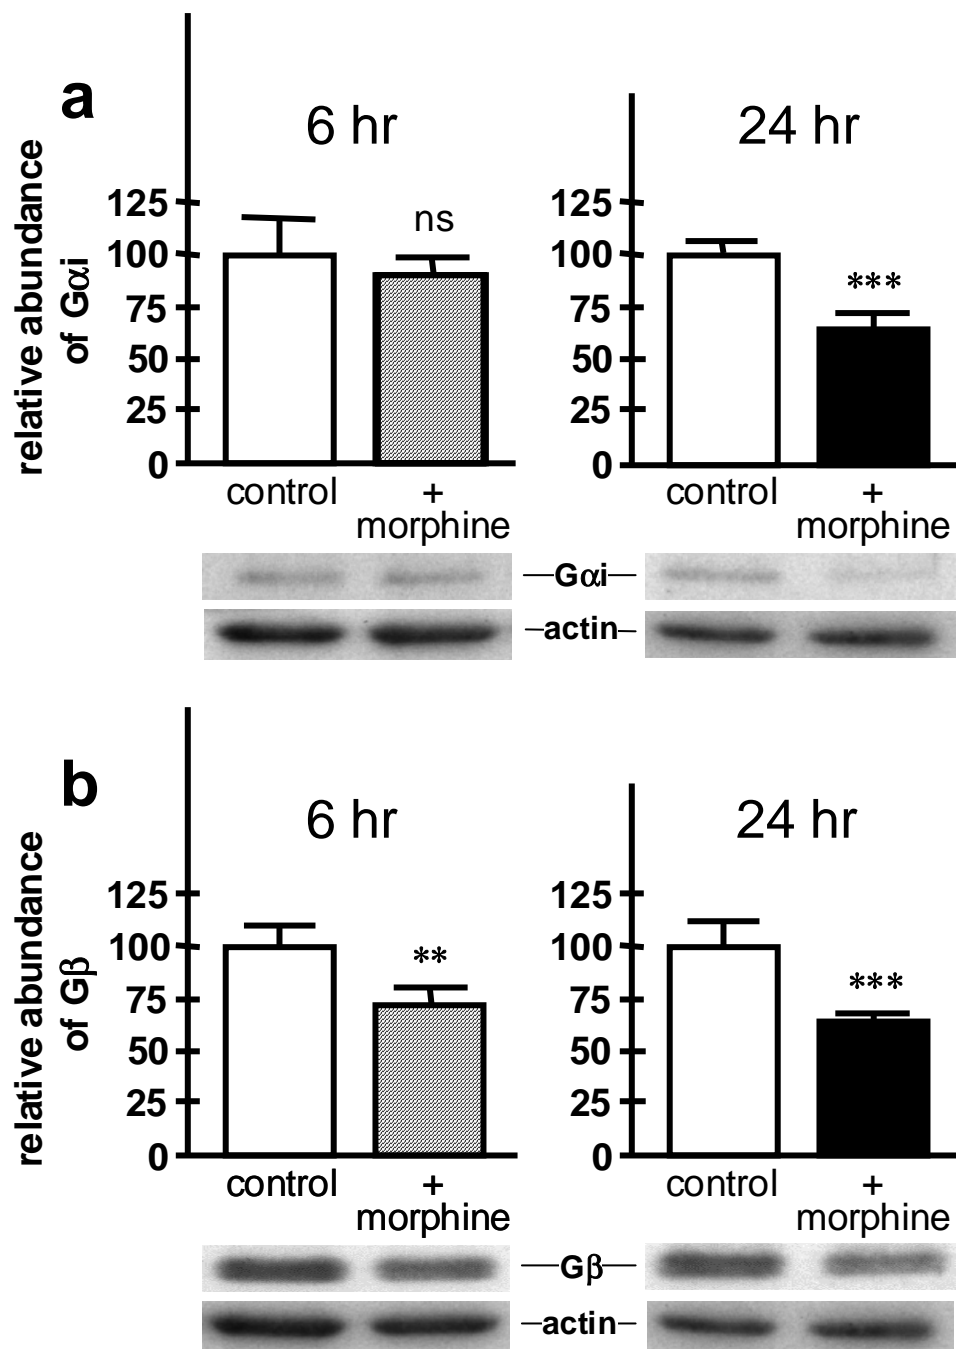 a
relative abundance
of Gαi
6 hr
125
100
75
50
25
0
ns
control
+
morphine
24 hr
125
100
75
50
25
0
***
control
+
morphine
Gαi
actin
b
relative abundance
of Gβ
6 hr
125
100
75
50
25
0
**
control
+
morphine
24 hr
125
100
75
50
25
0
***
control
+
morphine
Gβ
actin